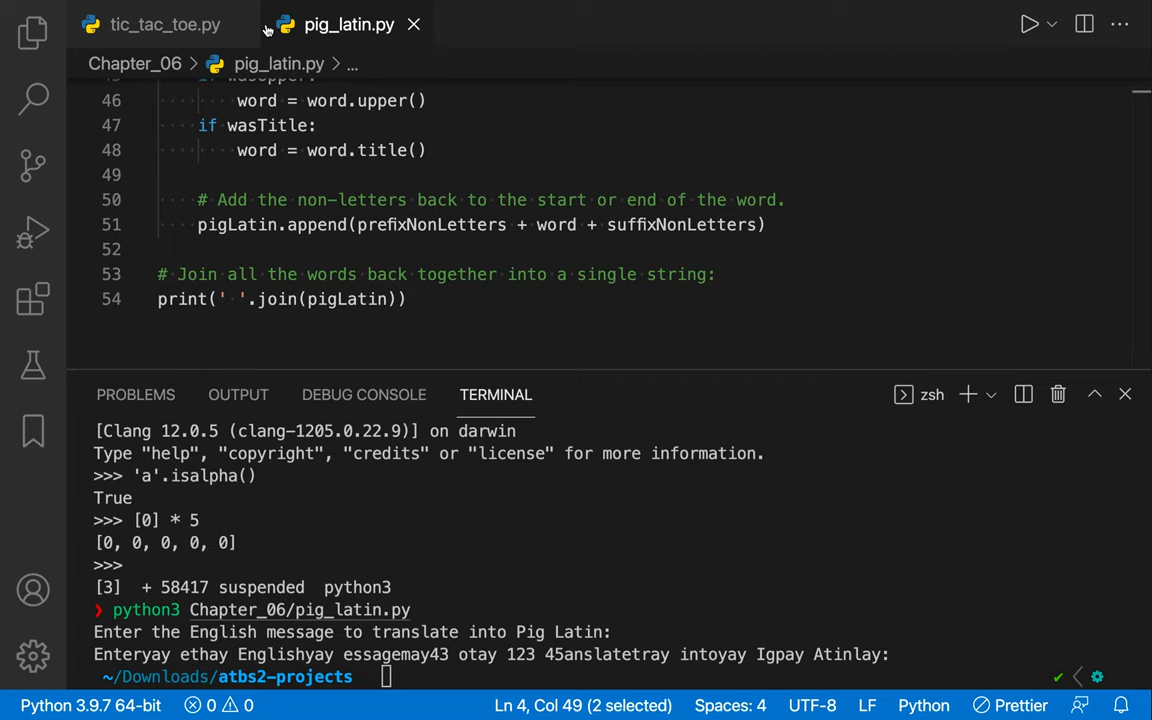 tic_tac_toe.py pig_latin.py
Chapter_06 > pig_latin.py > ...
46 word = word.upper()
47 if wasTitle:
48 word = word.title()
49
50 # Add the non-letters back to the start or end of the word.
51 pigLatin.append(prefixNonLetters + word + suffixNonLetters)
52
53 # Join all the words back together into a single string:
54 print(' '.join(pigLatin))
PROBLEMS OUTPUT DEBUG CONSOLE TERMINAL zsh
[Clang 12.0.5 (clang-1205.0.22.9)] on darwin
Type "help", "copyright", "credits" or "license" for more information.
>>> 'a'.isalpha()
True
>>> [0] * 5
[0, 0, 0, 0, 0]
>>>
[3] + 58417 suspended python3
❯ python3 Chapter_06/pig_latin.py
Enter the English message to translate into Pig Latin:
Enteryay ethay Englishyay essagemay43 otay 123 45anslatetray intoyay Igpay Atinlay:
~/Downloads/atbs2-projects
Python 3.9.7 64-bit 0 0 Ln 4, Col 49 (2 selected) Spaces: 4 UTF-8 LF Python Prettier